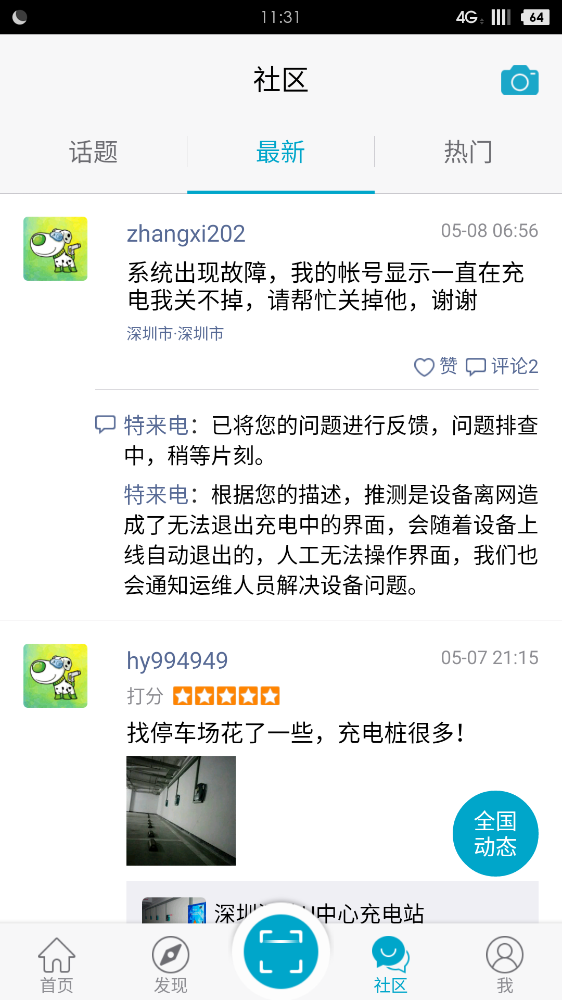 11:31
4G
64
社区
话题
最新
热门
zhangxi202
05-08 06:56
系统出现故障，我的帐号显示一直在充
电我关不掉，请帮忙关掉他，谢谢
深圳市·深圳市
赞
评论2
特来电：已将您的问题进行反馈，问题排查
中，稍等片刻。
特来电：根据您的描述，推测是设备离网造
成了无法退出充电中的界面，会随着设备上
线自动退出的，人工无法操作界面，我们也
会通知运维人员解决设备问题。
hy994949
05-07 21:15
打分
找停车场花了一些，充电桩很多！
全国
动态
深圳 中心充电站
首页
发现
社区
我